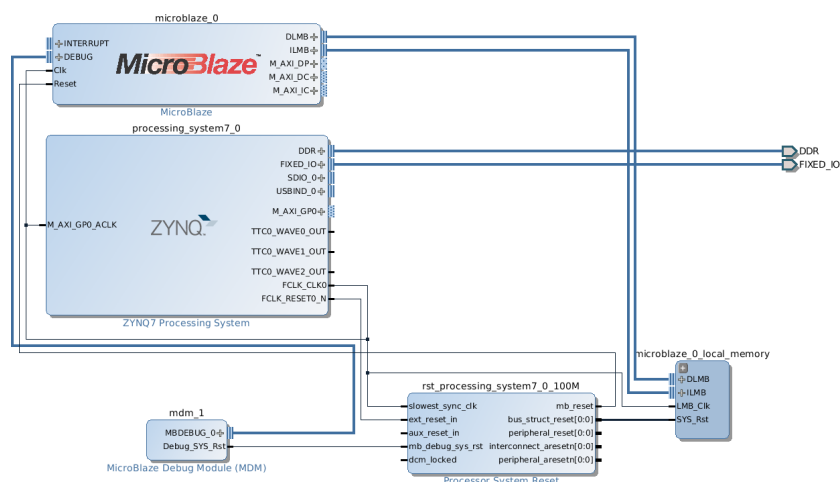 microblaze_0
INTERRUPT
DEBUG
Clk
Reset
MicroBlaze™
DLMB
ILMB
M_AXI_DP
M_AXI_DC
M_AXI_IC
MicroBlaze
processing_system7_0
M_AXI_GP0_ACLK
ZYNQ
DDR
FIXED_IO
SDIO_0
USBIND_0
M_AXI_GP0
TTC0_WAVE0_OUT
TTC0_WAVE1_OUT
TTC0_WAVE2_OUT
FCLK_CLK0
FCLK_RESET0_N
ZYNQ7 Processing System
DDR
FIXED_IO
microblaze_0_local_memory
DLMB
ILMB
LMB_Clk
SYS_Rst
rst_processing_system7_0_100M
slowest_sync_clk
ext_reset_in
aux_reset_in
mb_debug_sys_rst
dcm_locked
mb_reset
bus_struct_reset[0:0]
peripheral_reset[0:0]
interconnect_aresetn[0:0]
peripheral_aresetn[0:0]
Processor System Reset
mdm_1
MBDEBUG_0
Debug_SYS_Rst
MicroBlaze Debug Module (MDM)